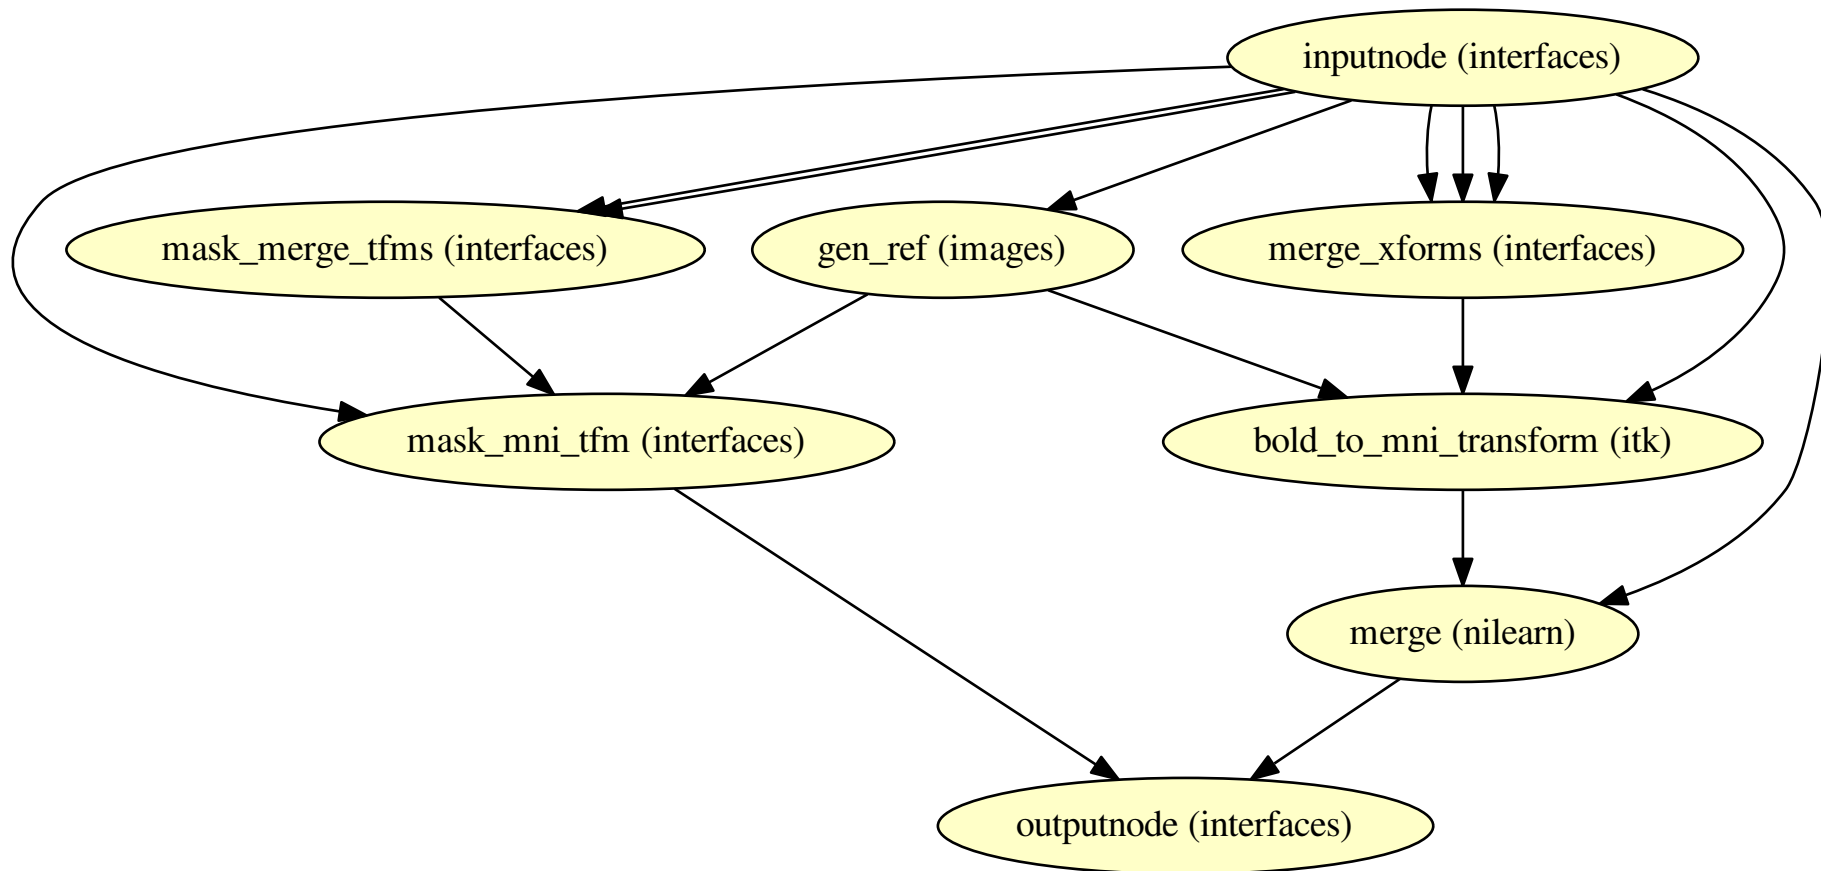 inputnode (interfaces)
mask_merge_tfms (interfaces)
gen_ref (images)
merge_xforms (interfaces)
mask_mni_tfm (interfaces)
bold_to_mni_transform (itk)
merge (nilearn)
outputnode (interfaces)